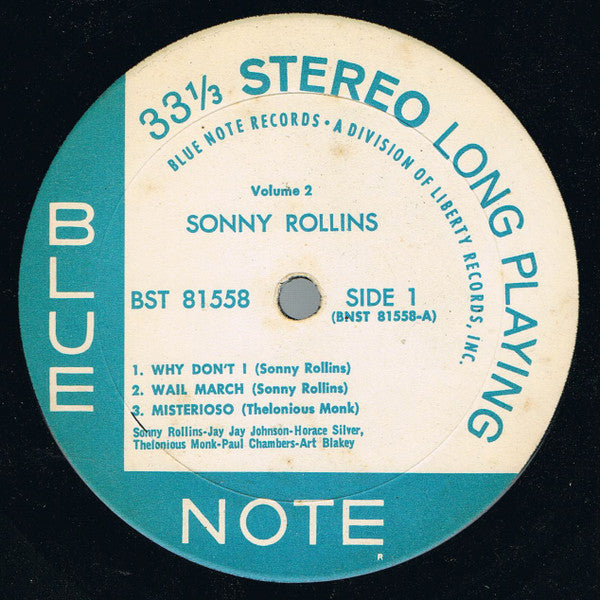 33⅓ STEREO LONG PLAYING
BLUE NOTE RECORDS • A DIVISION OF LIBERTY RECORDS, INC.
Volume 2
SONNY ROLLINS
BST 81558
SIDE 1
(BNST 81558-A)
1. WHY DON'T I (Sonny Rollins)
2. WAIL MARCH (Sonny Rollins)
3. MISTERIOSO (Thelonious Monk)
Sonny Rollins-Jay Jay Johnson-Horace Silver,
Thelonious Monk-Paul Chambers-Art Blakey
BLUE
NOTE
R